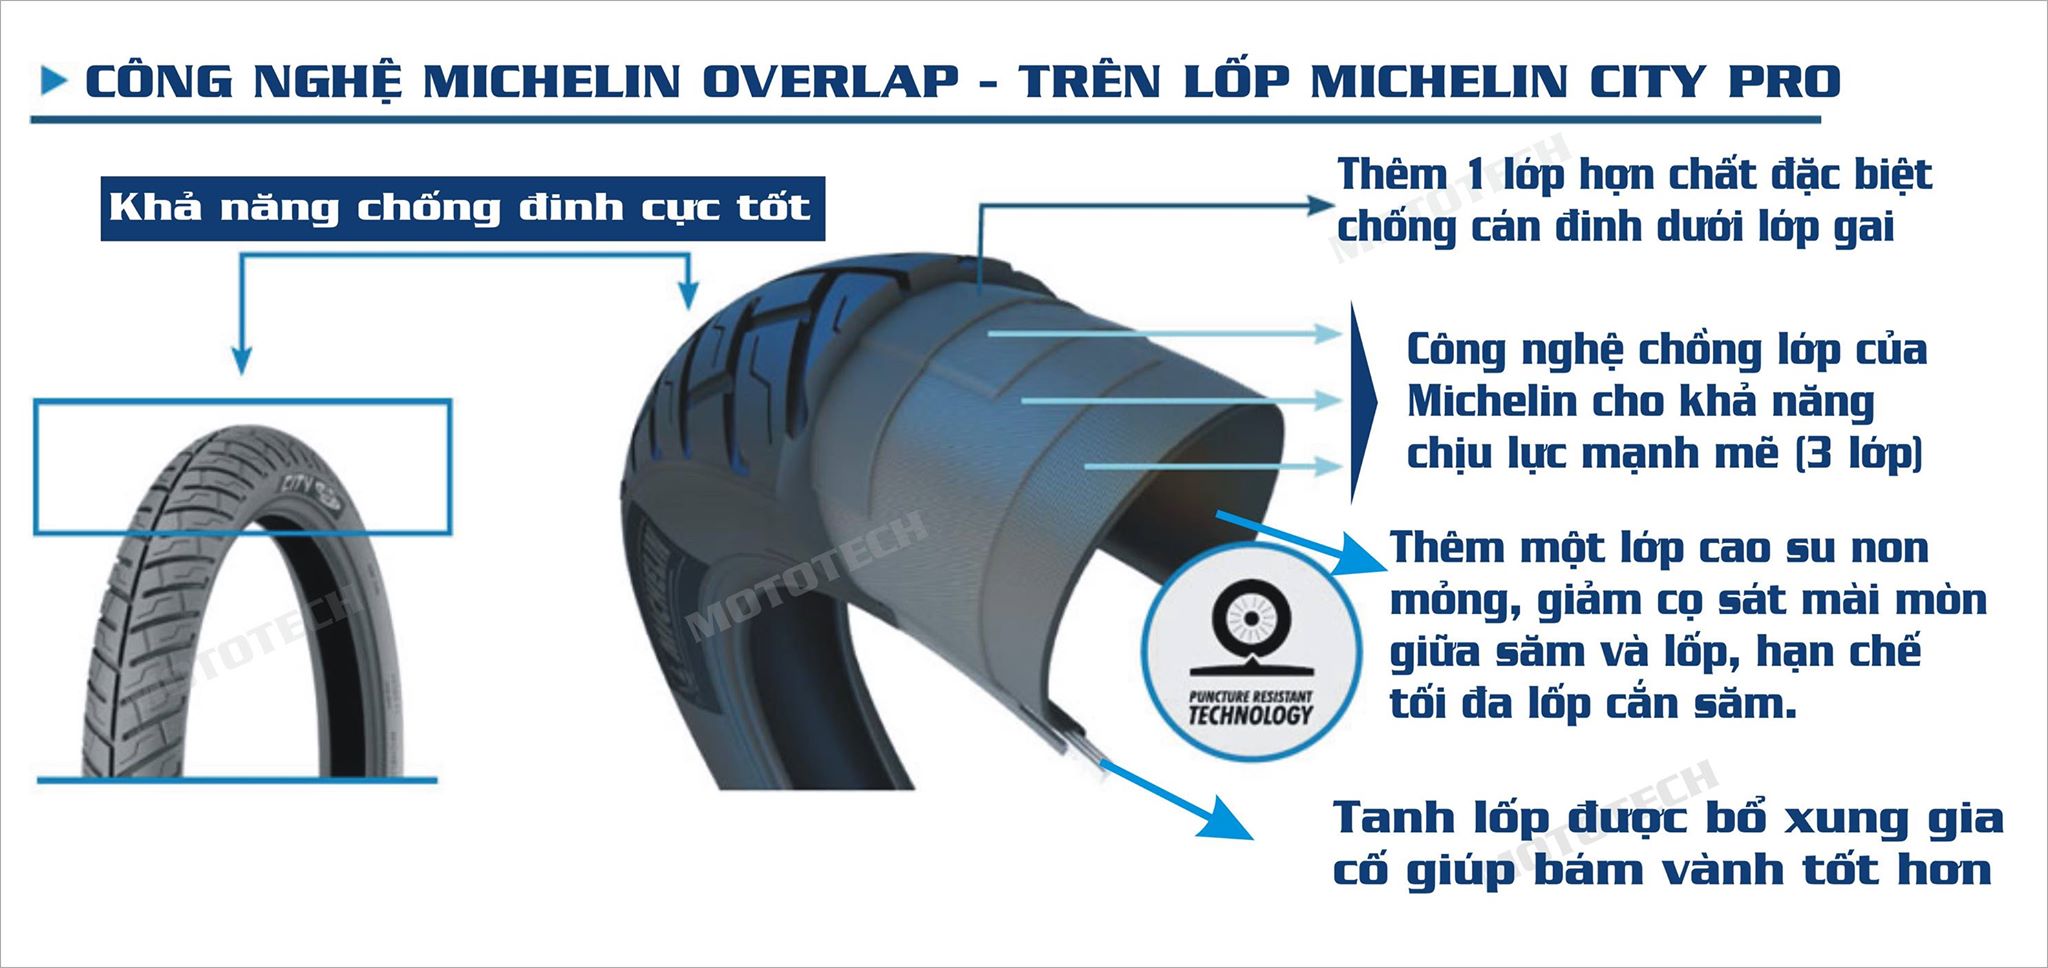 CÔNG NGHỆ MICHELIN OVERLAP - TRÊN LỐP MICHELIN CITY PRO
Khả năng chống đinh cực tốt
Thêm 1 lớp hợn chất đặc biệt
chống cán đinh dưới lớp gai
Công nghệ chồng lớp của
Michelin cho khả năng
chịu lực mạnh mẽ (3 lớp)
Thêm một lớp cao su non
mỏng, giảm cọ sát mài mòn
giữa săm và lốp, hạn chế
tối đa lốp cắn săm.
PUNCTURE RESISTANT
TECHNOLOGY
Tanh lốp được bổ xung gia
cố giúp bám vành tốt hơn
CITY PRO
MICHELIN
MOTOTECH
MOTOTECH
MOTOTECH
MOTOTECH